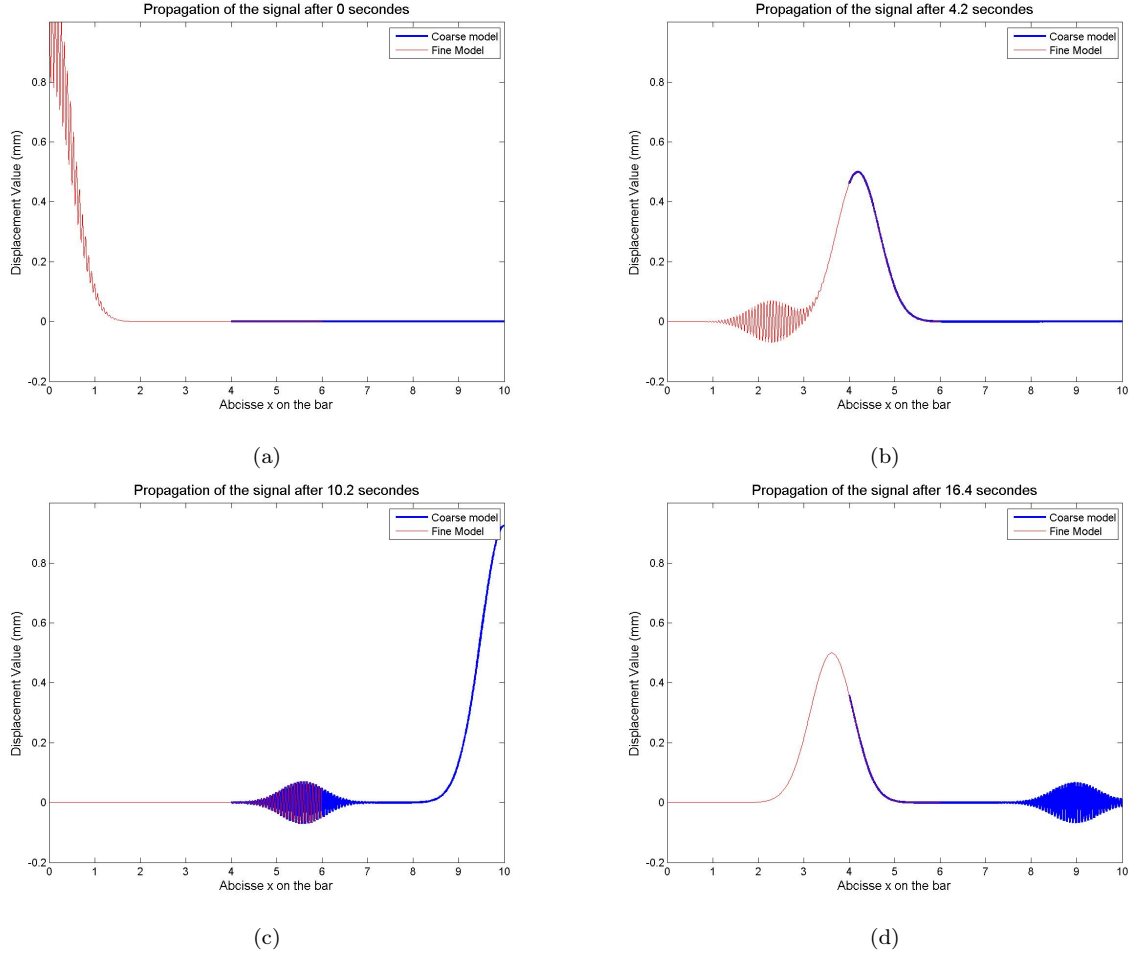 Propagation of the signal after 0 secondes
Coarse model
Fine Model
Displacement Value (mm)
0.8
0.6
0.4
0.2
0
-0.2
0 1 2 3 4 5 6 7 8 9 10
Abcisse x on the bar
(a)
Propagation of the signal after 4.2 secondes
Coarse model
Fine Model
Displacement Value (mm)
0.8
0.6
0.4
0.2
0
-0.2
0 1 2 3 4 5 6 7 8 9 10
Abcisse x on the bar
(b)
Propagation of the signal after 10.2 secondes
Coarse model
Fine Model
Displacement Value (mm)
0.8
0.6
0.4
0.2
0
-0.2
0 1 2 3 4 5 6 7 8 9 10
Abcisse x on the bar
(c)
Propagation of the signal after 16.4 secondes
Coarse model
Fine Model
Displacement Value (mm)
0.8
0.6
0.4
0.2
0
-0.2
0 1 2 3 4 5 6 7 8 9 10
Abcisse x on the bar
(d)